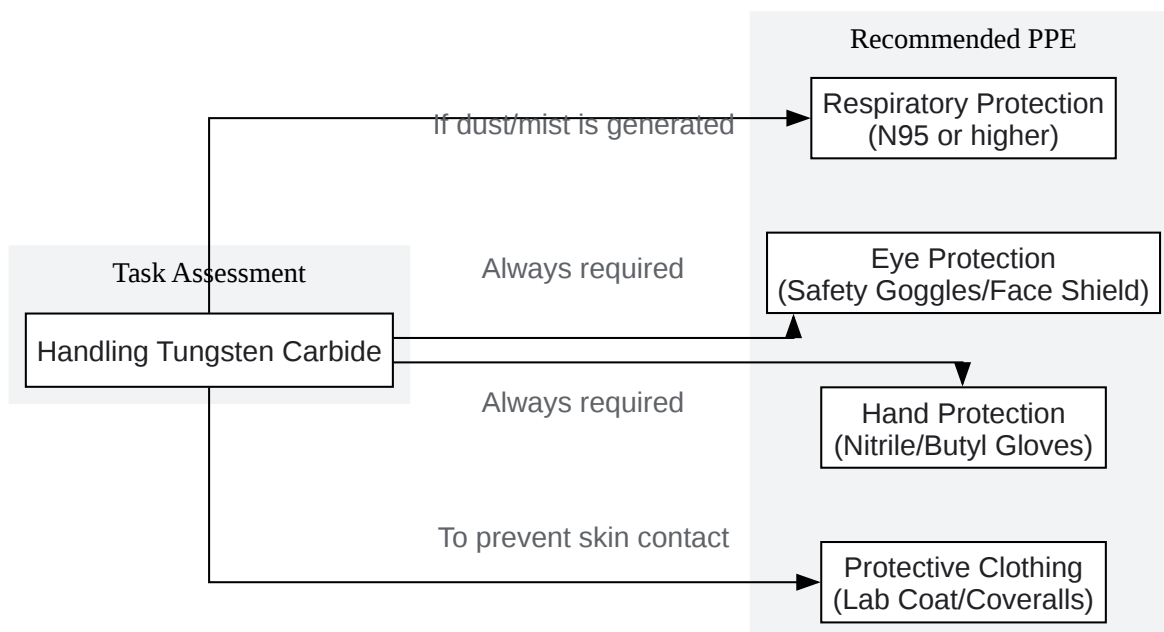 Recommended PPE
Respiratory Protection
(N95 or higher)
If dust/mist is generated
Eye Protection
(Safety Goggles/Face Shield)
Always required
Task Assessment
Handling Tungsten Carbide
Always required
Hand Protection
(Nitrile/Butyl Gloves)
To prevent skin contact
Protective Clothing
(Lab Coat/Coveralls)